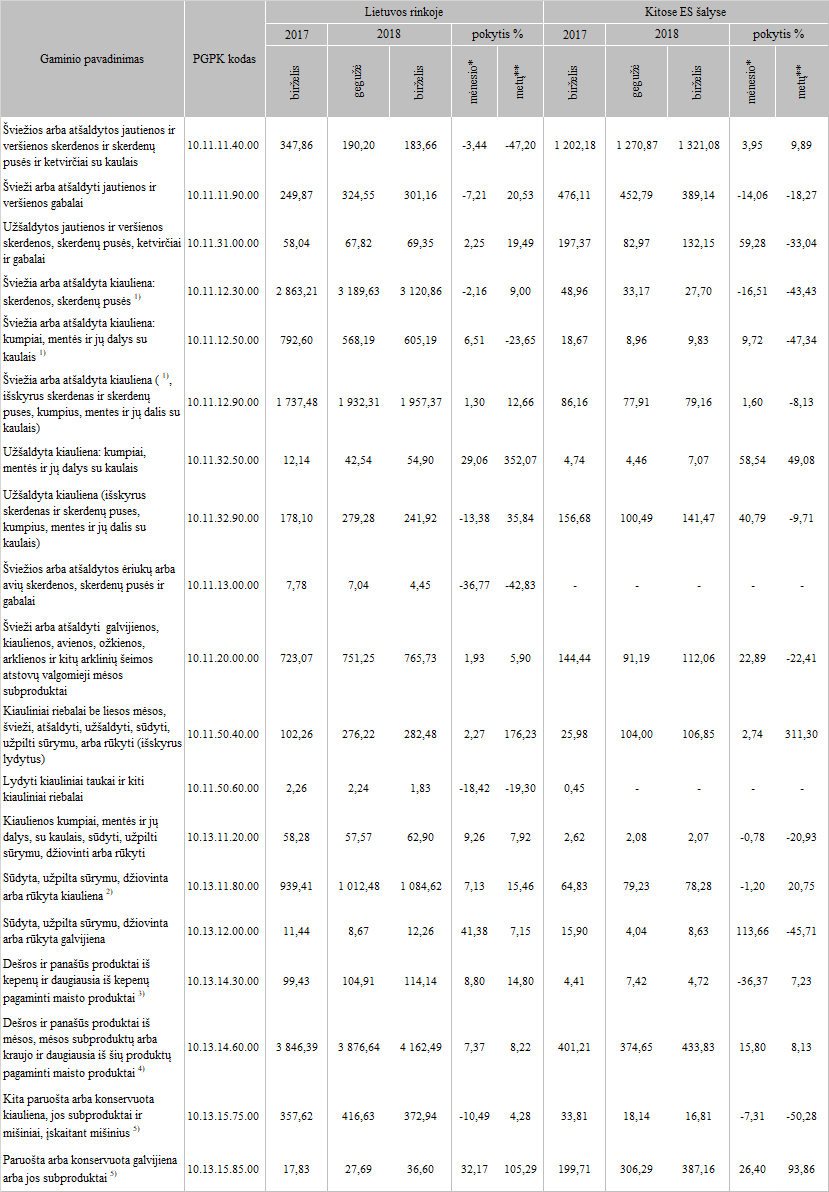 Gaminio pavadinimas PGPK kodas Lietuvos rinkoje Kitose ES šalyse
2017 2018 pokytis % 2017 2018 pokytis %
birželis gegužė birželis mėnesio* metų** birželis gegužė birželis mėnesio* metų**
Šviežios arba atšaldytos jautienos ir
veršienos skerdenos ir skerdenų
pusės ir ketvirčiai su kaulais
10.11.11.40.00 347,86 190,20 183,66 -3,44 -47,20 1 202,18 1 270,87 1 321,08 3,95 9,89
Švieži arba atšaldyti jautienos ir
veršienos gabalai
10.11.11.90.00 249,87 324,55 301,16 -7,21 20,53 476,11 452,79 389,14 -14,06 -18,27
Užšaldytos jautienos ir veršienos
skerdenos, skerdenų pusės, ketvirčiai
ir gabalai
10.11.31.00.00 58,04 67,82 69,35 2,25 19,49 197,37 82,97 132,15 59,28 -33,04
Šviežia arba atšaldyta kiauliena:
skerdenos, skerdenų pusės 1)
10.11.12.30.00 2 863,21 3 189,63 3 120,86 -2,16 9,00 48,96 33,17 27,70 -16,51 -43,43
Šviežia arba atšaldyta kiauliena:
kumpiai, mentės ir jų dalys su
kaulais 1)
10.11.12.50.00 792,60 568,19 605,19 6,51 -23,65 18,67 8,96 9,83 9,72 -47,34
Šviežia arba atšaldyta kiauliena ( 1),
išskyrus skerdenas ir skerdenų
puses, kumpius, mentes ir jų dalis su
kaulais)
10.11.12.90.00 1 737,48 1 932,31 1 957,37 1,30 12,66 86,16 77,91 79,16 1,60 -8,13
Užšaldyta kiauliena: kumpiai,
mentės ir jų dalys su kaulais
10.11.32.50.00 12,14 42,54 54,90 29,06 352,07 4,74 4,46 7,07 58,54 49,08
Užšaldyta kiauliena (išskyrus
skerdenas ir skerdenų puses,
kumpius, mentes ir jų dalis su
kaulais)
10.11.32.90.00 178,10 279,28 241,92 -13,38 35,84 156,68 100,49 141,47 40,79 -9,71
Šviežios arba atšaldytos ėriukų arba
avių skerdenos, skerdenų pusės ir
gabalai
10.11.13.00.00 7,78 7,04 4,45 -36,77 -42,83 - - - - -
Švieži arba atšaldyti galvijienos,
kiaulienos, avienos, ožkienos,
arklienos ir kitų arklinių šeimos
atstovų valgomieji mėsos
subproduktai
10.11.20.00.00 723,07 751,25 765,73 1,93 5,90 144,44 91,19 112,06 22,89 -22,41
Kiauliniai riebalai be liesos mėsos,
švieži, atšaldyti, užšaldyti, sūdyti,
užpilti sūrymu, arba rūkyti (išskyrus
lydytus)
10.11.50.40.00 102,26 276,22 282,48 2,27 176,23 25,98 104,00 106,85 2,74 311,30
Lydyti kiauliniai taukai ir kiti
kiauliniai riebalai
10.11.50.60.00 2,26 2,24 1,83 -18,42 -19,30 0,45 - - - -
Kiaulienos kumpiai, mentės ir jų
dalys, su kaulais, sūdyti, užpilti
sūrymu, džiovinti arba rūkyti
10.13.11.20.00 58,28 57,57 62,90 9,26 7,92 2,62 2,08 2,07 -0,78 -20,93
Sūdyta, užpilta sūrymu, džiovinta
arba rūkyta kiauliena 2)
10.13.11.80.00 939,41 1 012,48 1 084,62 7,13 15,46 64,83 79,23 78,28 -1,20 20,75
Sūdyta, užpilta sūrymu, džiovinta
arba rūkyta galvijiena
10.13.12.00.00 11,44 8,67 12,26 41,38 7,15 15,90 4,04 8,63 113,66 -45,71
Dešros ir panašūs produktai iš
kepenų ir daugiausia iš kepenų
pagaminti maisto produktai 3)
10.13.14.30.00 99,43 104,91 114,14 8,80 14,80 4,41 7,42 4,72 -36,37 7,23
Dešros ir panašūs produktai iš
mėsos, mėsos subproduktų arba
kraujo ir daugiausia iš šių produktų
pagaminti maisto produktai 4)
10.13.14.60.00 3 846,39 3 876,64 4 162,49 7,37 8,22 401,21 374,65 433,83 15,80 8,13
Kita paruošta arba konservuota
kiauliena, jos subproduktai ir
mišiniai, įskaitant mišinius 5)
10.13.15.75.00 357,62 416,63 372,94 -10,49 4,28 33,81 18,14 16,81 -7,31 -50,28
Paruošta arba konservuota galvijiena
arba jos subproduktai 5)
10.13.15.85.00 17,83 27,69 36,60 32,17 105,29 199,71 306,29 387,16 26,40 93,86